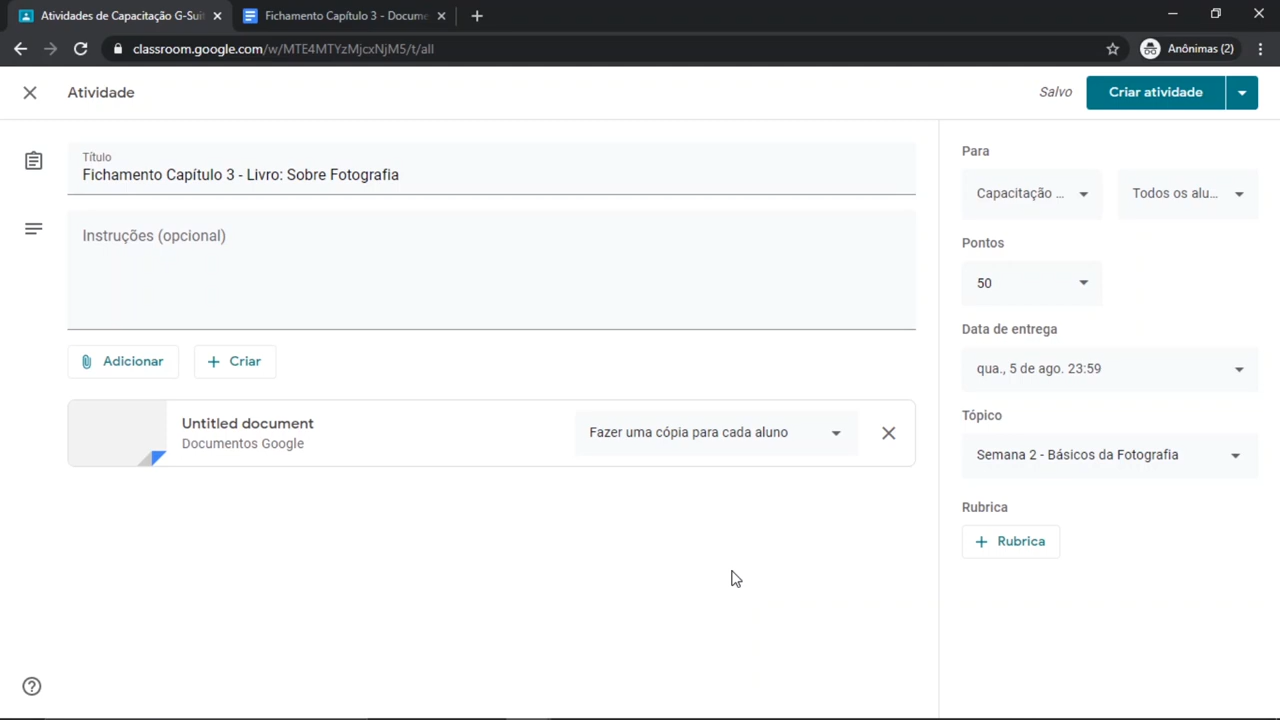 Atividades de Capacitação G-Suit
Fichamento Capítulo 3 - Docume
classroom.google.com/w/MTE4MTYzMjcxNjM5/t/all
Anônimas (2)
Atividade
Salvo
Criar atividade
Título
Fichamento Capítulo 3 - Livro: Sobre Fotografia
Instruções (opcional)
Adicionar
Criar
Untitled document
Documentos Google
Fazer uma cópia para cada aluno
Para
Capacitação ...
Todos os alu...
Pontos
50
Data de entrega
qua., 5 de ago. 23:59
Tópico
Semana 2 - Básicos da Fotografia
Rubrica
Rubrica